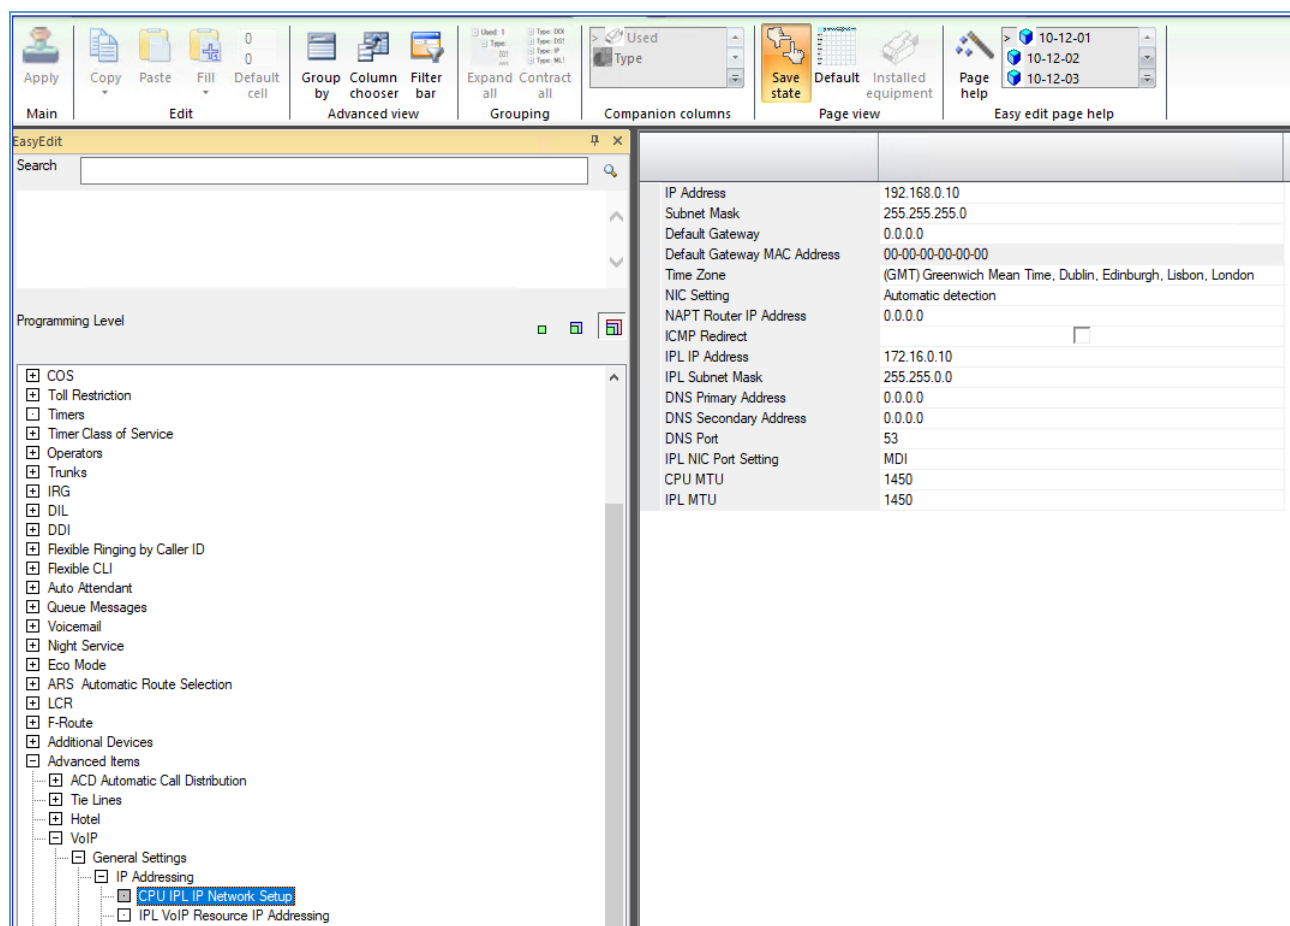 Apply
Copy
Paste
Fill
0
0
Default
cell
Group
by
Column
chooser
Filter
bar
Used: 1
Type:
Type: IP
Expand
all
Contract
all
> Used
Type
Save
state
Default
Installed
equipment
Page
help
> 10-12-01
10-12-02
10-12-03
Main
Edit
Advanced view
Grouping
Companion columns
Page view
Easy edit page help
EasyEdit
Search
Programming Level
COS
Toll Restriction
Timers
Timer Class of Service
Operators
Trunks
IRG
DIL
DDI
Flexible Ringing by Caller ID
Flexible CLI
Auto Attendant
Queue Messages
Voicemail
Night Service
Eco Mode
ARS Automatic Route Selection
LCR
F-Route
Additional Devices
Advanced Items
ACD Automatic Call Distribution
Tie Lines
Hotel
VoIP
General Settings
IP Addressing
CPU IPL IP Network Setup
IPL VoIP Resource IP Addressing
IP Address 192.168.0.10
Subnet Mask 255.255.255.0
Default Gateway 0.0.0.0
Default Gateway MAC Address 00-00-00-00-00-00
Time Zone (GMT) Greenwich Mean Time, Dublin, Edinburgh, Lisbon, London
NIC Setting Automatic detection
NAPT Router IP Address 0.0.0.0
ICMP Redirect
IPL IP Address 172.16.0.10
IPL Subnet Mask 255.255.0.0
DNS Primary Address 0.0.0.0
DNS Secondary Address 0.0.0.0
DNS Port 53
IPL NIC Port Setting MDI
CPU MTU 1450
IPL MTU 1450